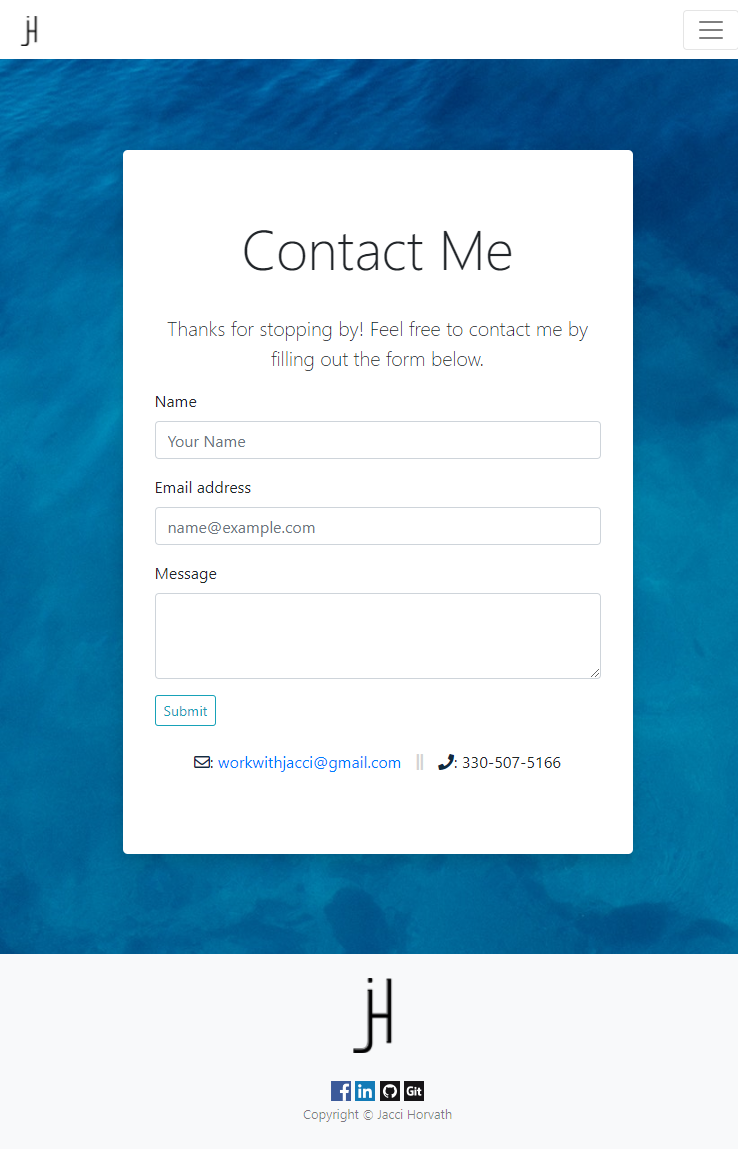 jH
Contact Me
Thanks for stopping by! Feel free to contact me by
filling out the form below.
Name
Your Name
Email address
name@example.com
Message
Submit
: workwithjacci@gmail.com || : 330-507-5166
jH
f in Git
Copyright © Jacci Horvath